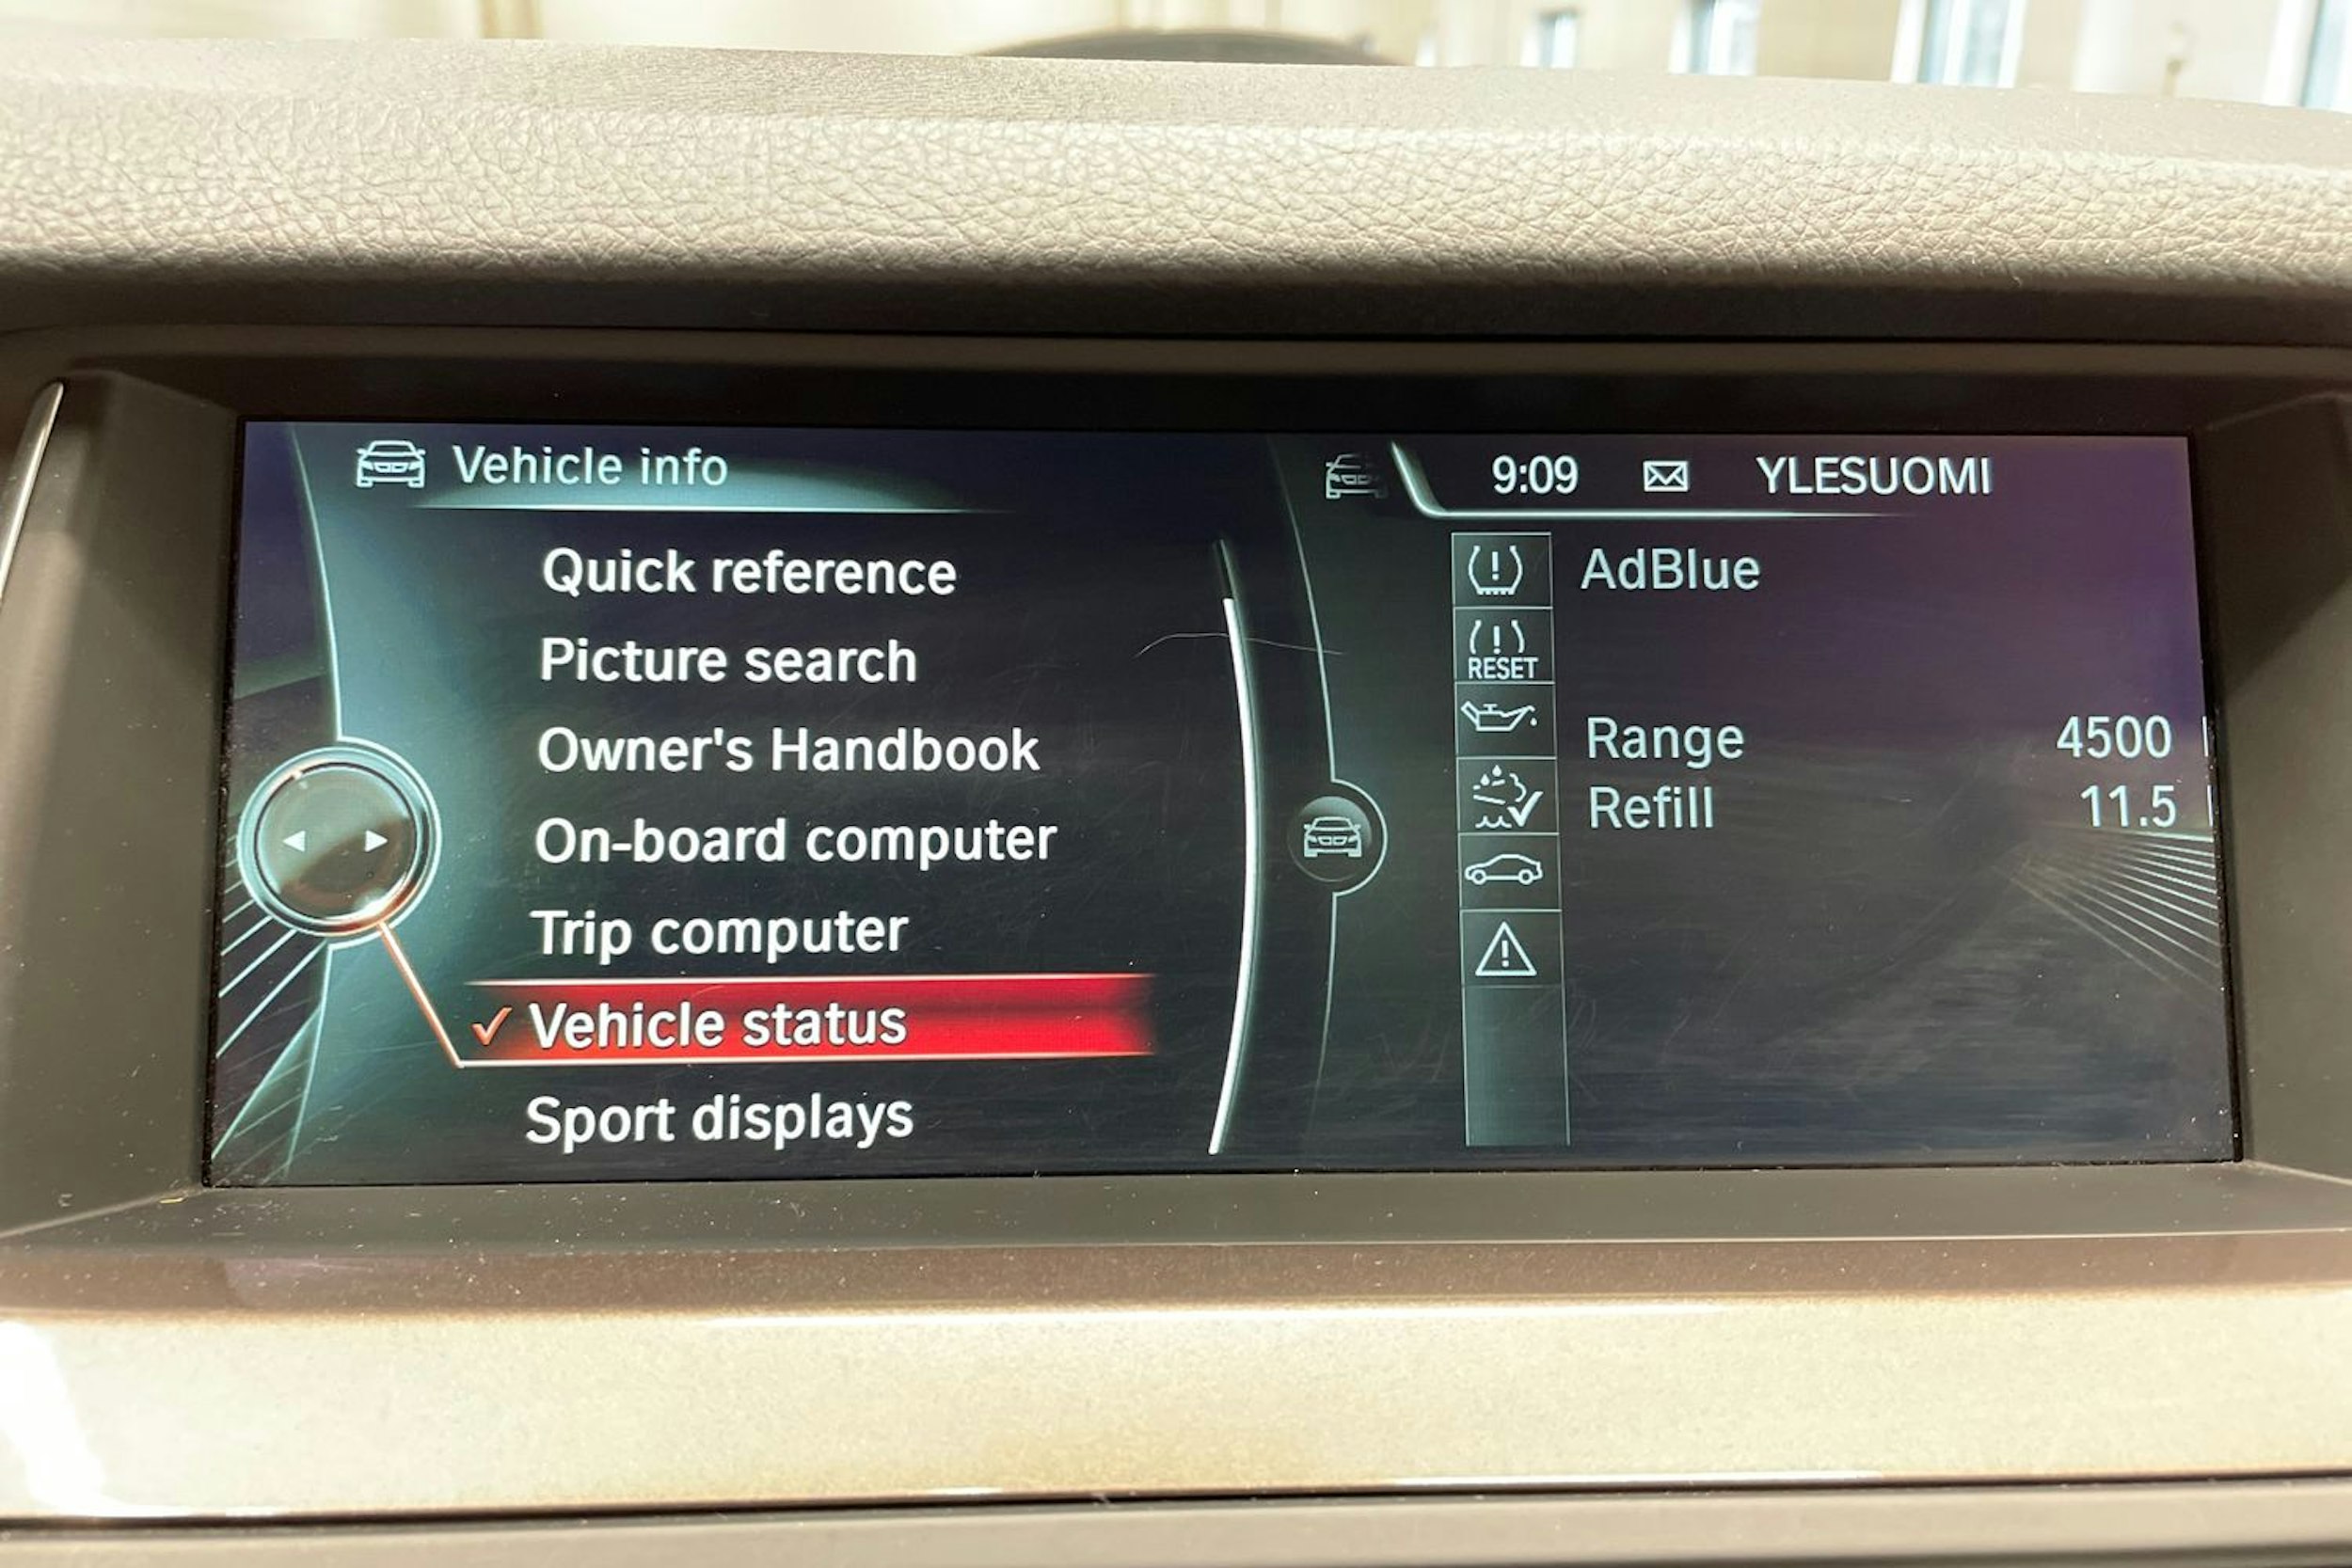 Vehicle info
9:09 YLESUOMI
Quick reference
Picture search
Owner's Handbook
On-board computer
Trip computer
Vehicle status
Sport displays
AdBlue
RESET
Range 4500
Refill 11.5